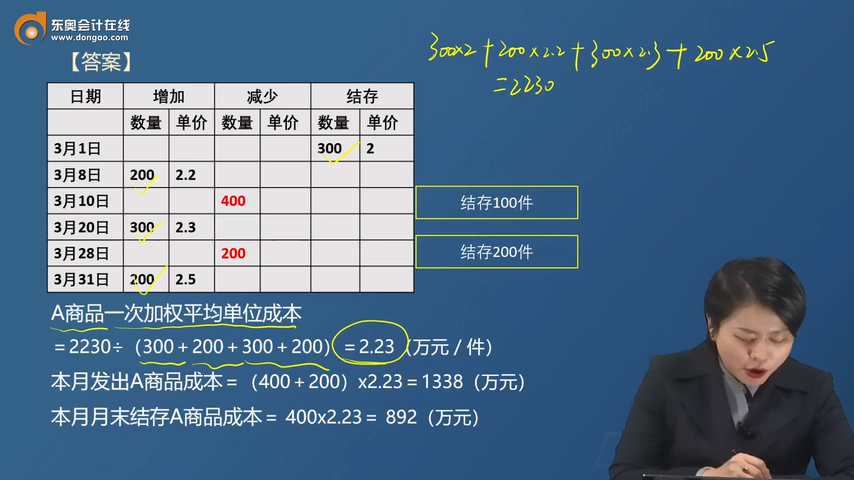 东奥会计在线
www.dongao.com
【答案】
300×2+200×2.2+300×2.3+200×2.5
=2230
日期 增加 减少 结存
数量 单价 数量 单价 数量 单价
3月1日 300 2
3月8日 200 2.2
3月10日 400
结存100件
3月20日 300 2.3
3月28日 200
结存200件
3月31日 200 2.5
A商品一次加权平均单位成本
＝2230÷（300＋200＋300＋200）＝2.23（万元／件）
本月发出A商品成本＝（400＋200）x2.23＝1338（万元）
本月月末结存A商品成本＝ 400x2.23＝ 892（万元）